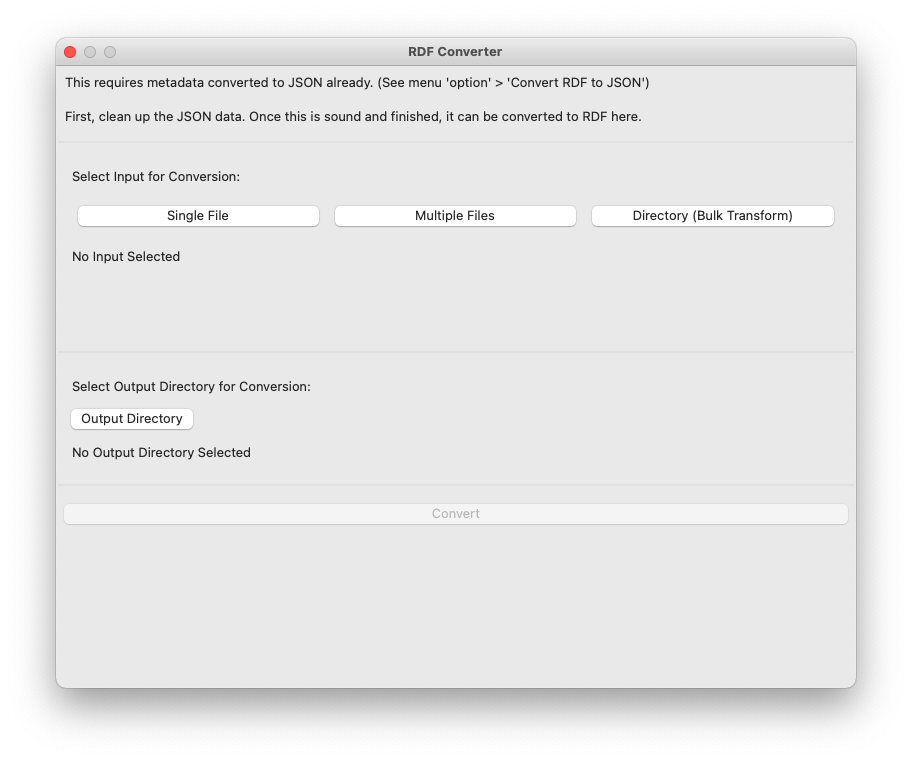 RDF Converter
This requires metadata converted to JSON already. (See menu 'option' > 'Convert RDF to JSON')
First, clean up the JSON data. Once this is sound and finished, it can be converted to RDF here.
Select Input for Conversion:
Single File
Multiple Files
Directory (Bulk Transform)
No Input Selected
Select Output Directory for Conversion:
Output Directory
No Output Directory Selected
Convert